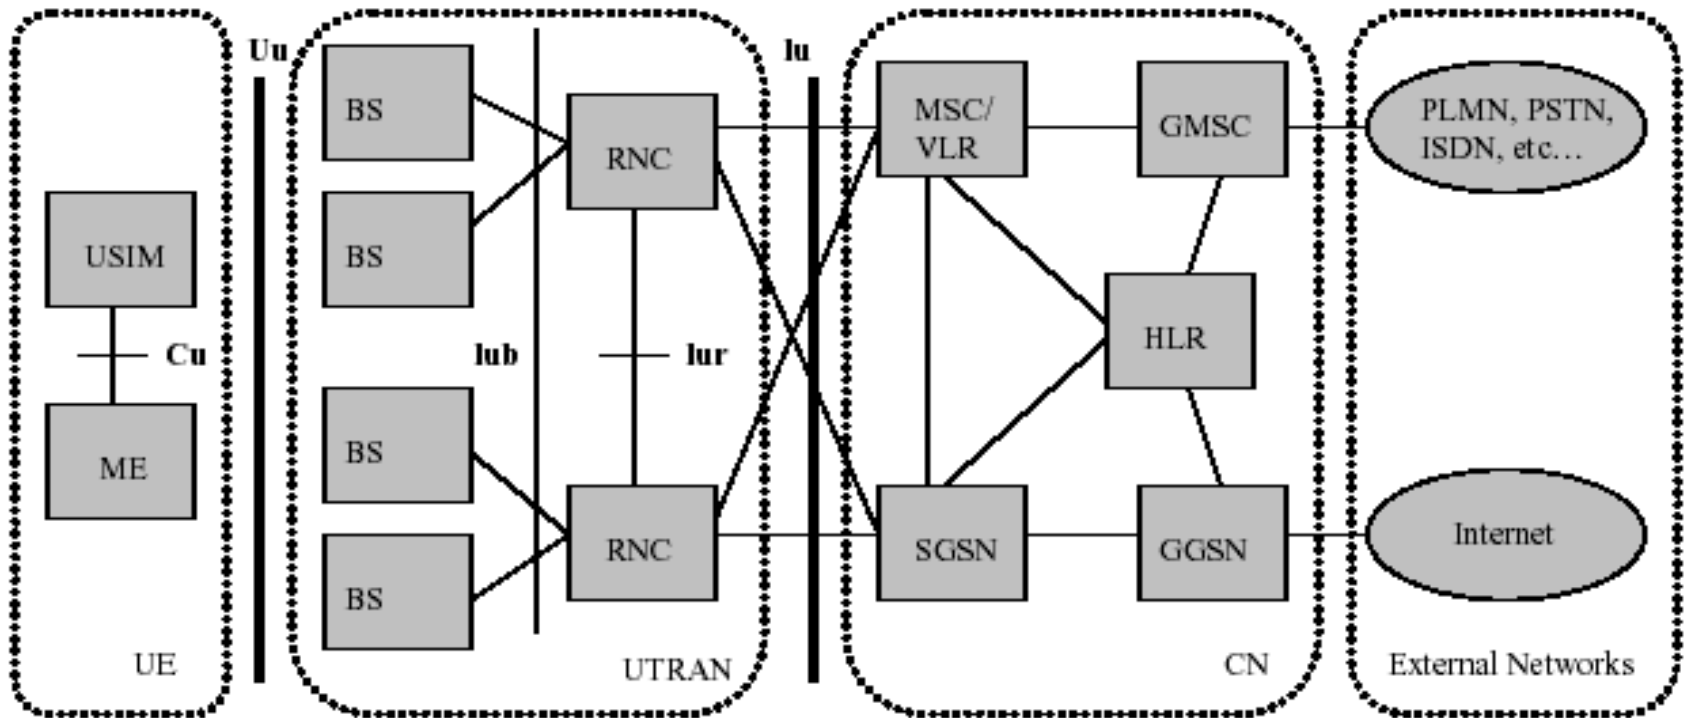 Uu
Iu
BS
RNC
MSC/
VLR
GMSC
PLMN, PSTN,
ISDN, etc...
USIM
BS
HLR
Cu
Iub
Iur
ME
BS
RNC
SGSN
GGSN
Internet
BS
UE
UTRAN
CN
External Networks